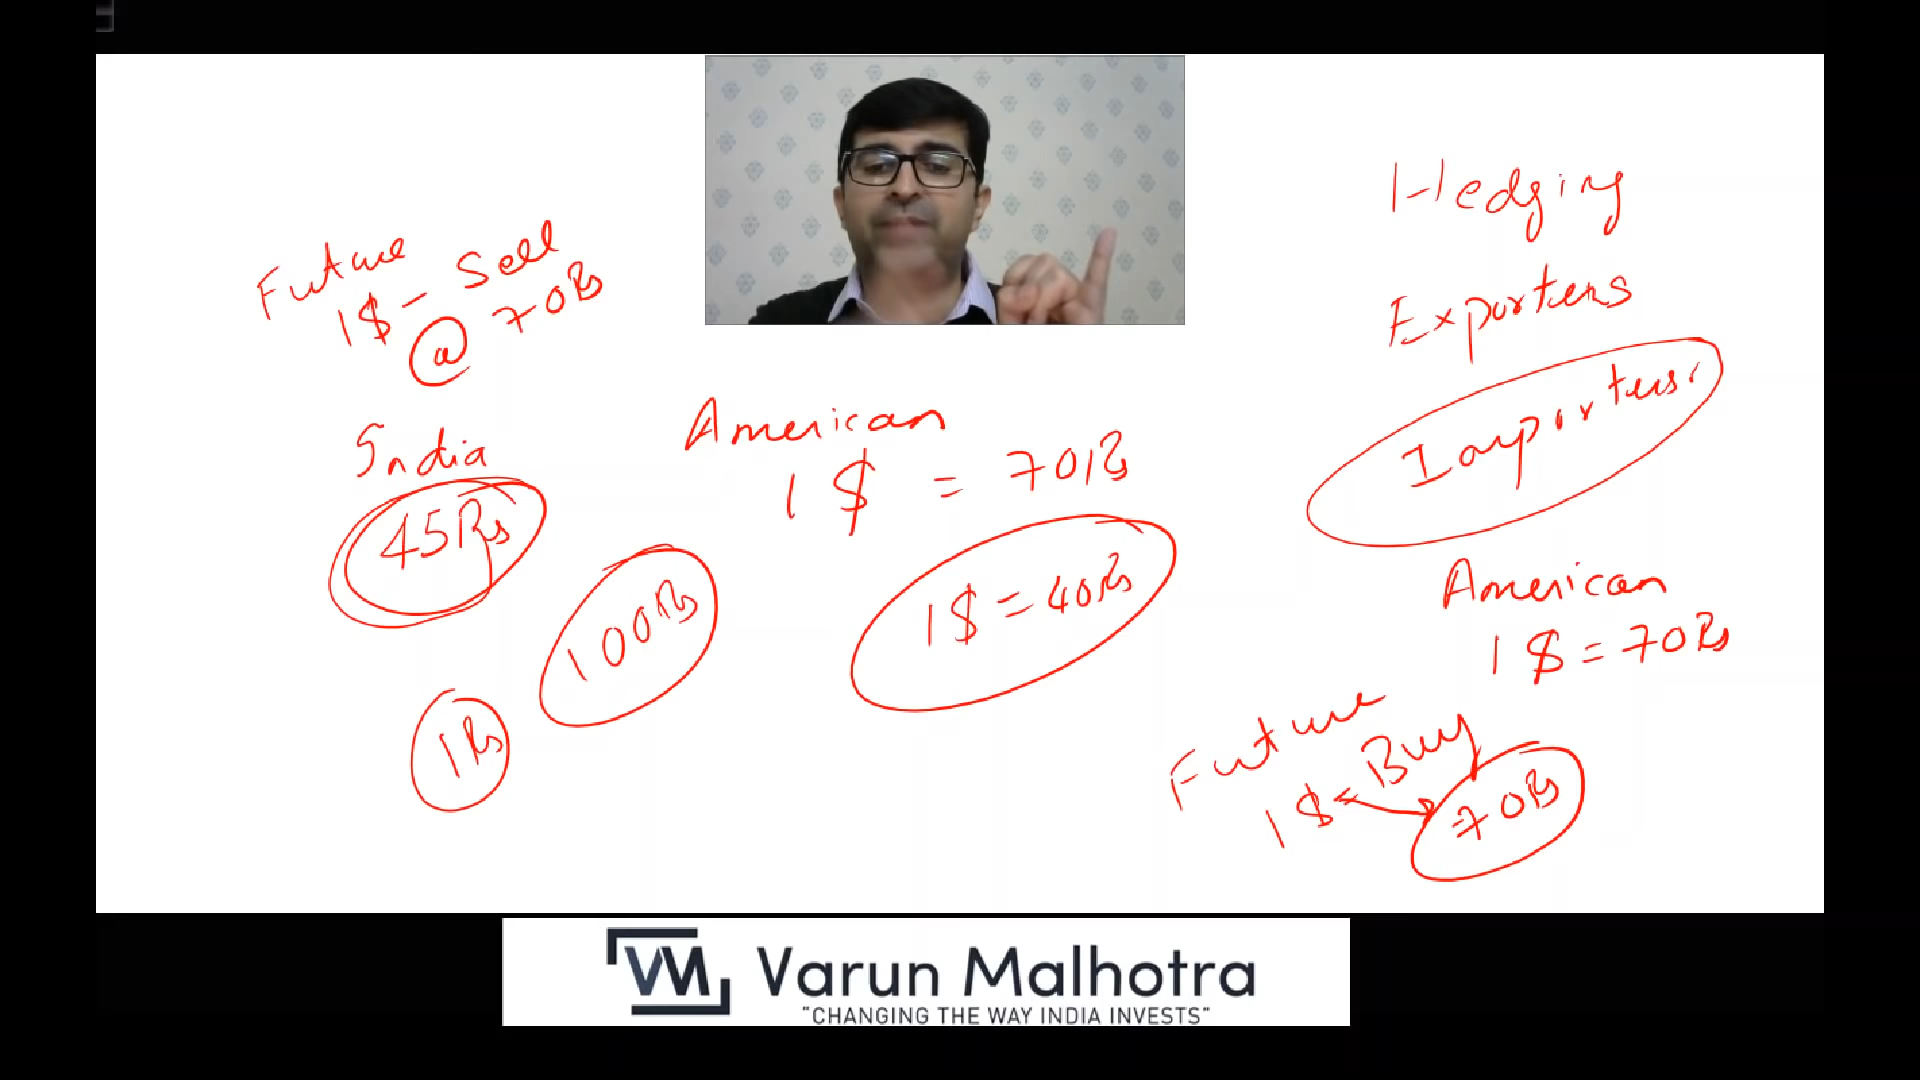 Hedging
Exporters
Importers.
Future
1$ - Sell
@ 70Rs
India
45Rs
100Rs
1Rs
American
1 $ = 70Rs
1$ = 40Rs
American
1 $ = 70Rs
Future
1$ Buy
70Rs
VM Varun Malhotra
"CHANGING THE WAY INDIA INVESTS"